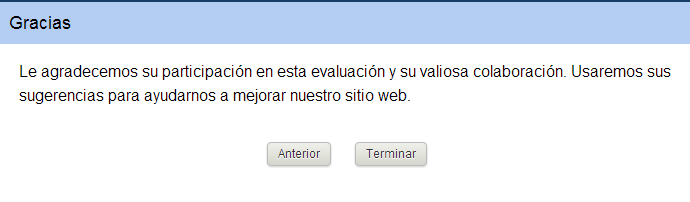 Gracias
Le agradecemos su participación en esta evaluación y su valiosa colaboración. Usaremos sus
sugerencias para ayudarnos a mejorar nuestro sitio web.
Anterior
Terminar